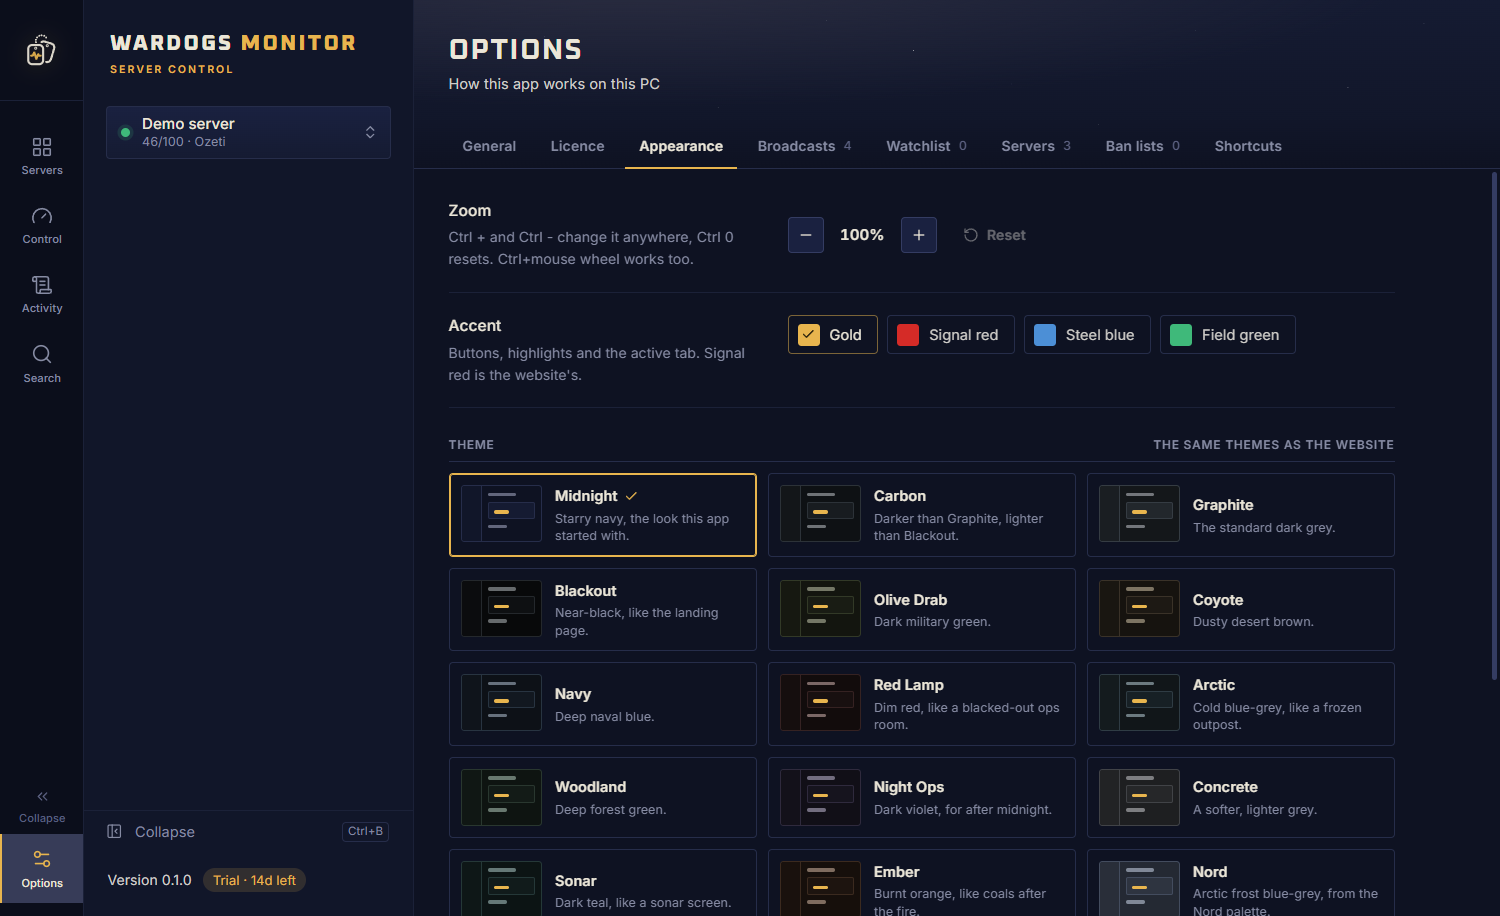 WARDOGS MONITOR
SERVER CONTROL
Demo server
46/100 · Ozeti
Servers
Control
Activity
Search
Collapse
Options
Collapse
Ctrl+B
Version 0.1.0
Trial · 14d left
OPTIONS
How this app works on this PC
General
Licence
Appearance
Broadcasts 4
Watchlist 0
Servers 3
Ban lists 0
Shortcuts
Zoom
Ctrl + and Ctrl - change it anywhere, Ctrl 0
resets. Ctrl+mouse wheel works too.
100%
Reset
Accent
Buttons, highlights and the active tab. Signal
red is the website's.
Gold
Signal red
Steel blue
Field green
THEME
THE SAME THEMES AS THE WEBSITE
Midnight
Starry navy, the look this app
started with.
Carbon
Darker than Graphite, lighter
than Blackout.
Graphite
The standard dark grey.
Blackout
Near-black, like the landing
page.
Olive Drab
Dark military green.
Coyote
Dusty desert brown.
Navy
Deep naval blue.
Red Lamp
Dim red, like a blacked-out ops
room.
Arctic
Cold blue-grey, like a frozen
outpost.
Woodland
Deep forest green.
Night Ops
Dark violet, for after midnight.
Concrete
A softer, lighter grey.
Sonar
Dark teal, like a sonar screen.
Ember
Burnt orange, like coals after
the fire.
Nord
Arctic frost blue-grey, from the
Nord palette.